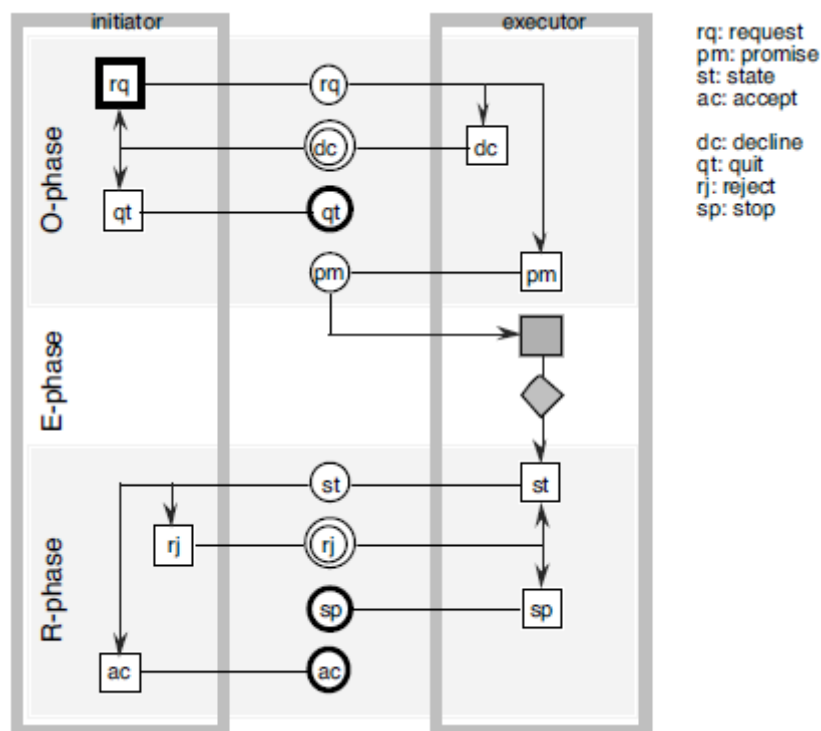 initiator
executor
rq: request
pm: promise
st: state
ac: accept
dc: decline
qt: quit
rj: reject
sp: stop
O-phase
rq
rq
dc
dc
qt
qt
pm
pm
E-phase
R-phase
st
st
rj
rj
sp
sp
ac
ac